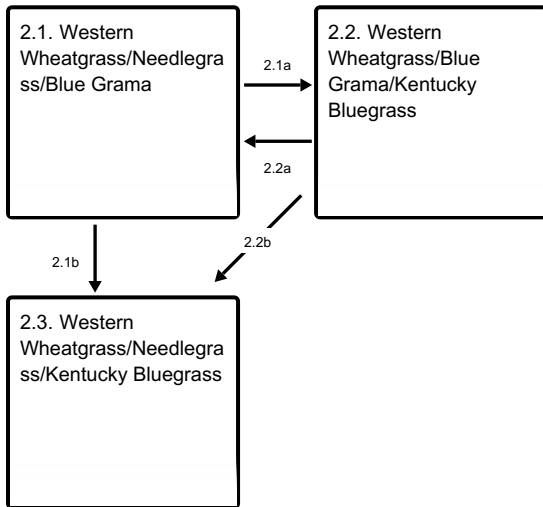 2.1. Western
Wheatgrass/Needlegra
ss/Blue Grama
2.1a
2.2. Western
Wheatgrass/Blue
Grama/Kentucky
Bluegrass
2.2a
2.1b
2.2b
2.3. Western
Wheatgrass/Needlegra
ss/Kentucky Bluegrass